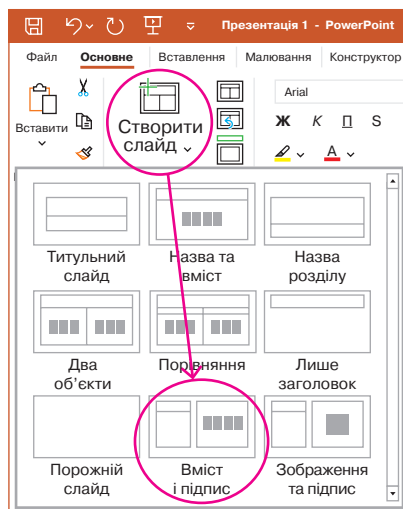 Презентація 1 - PowerPoint
Файл Основне Вставлення Малювання Конструктор
Вставити
Створити
слайд
Arial
Ж К П S
А
Титульний
слайд
Назва та
вміст
Назва
розділу
Два
об'єкти
Порівняння
Лише
заголовок
Порожній
слайд
Вміст
і підпис
Зображення
та підпис